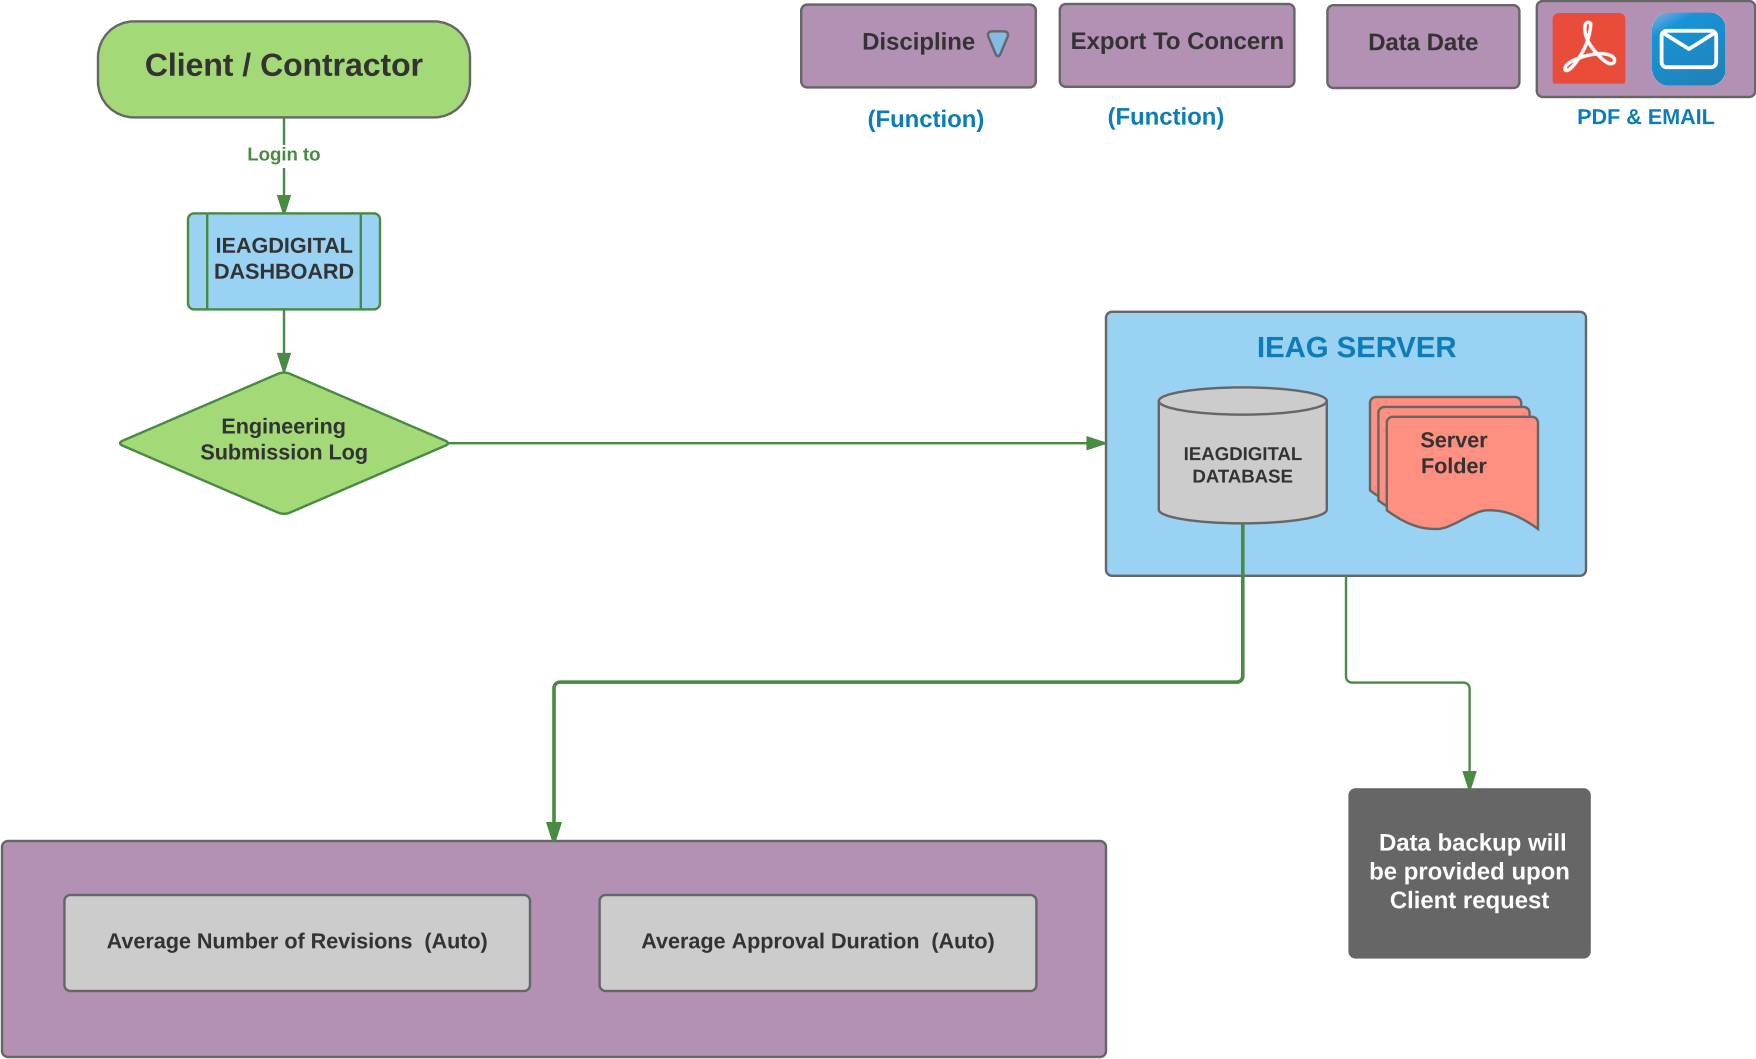 Client / Contractor
Discipline
Export To Concern
Data Date
(Function)
(Function)
PDF & EMAIL
Login to
IEAGDIGITAL
DASHBOARD
Engineering
Submission Log
IEAG SERVER
IEAGDIGITAL
DATABASE
Server
Folder
Data backup will
be provided upon
Client request
Average Number of Revisions  (Auto)
Average Approval Duration  (Auto)